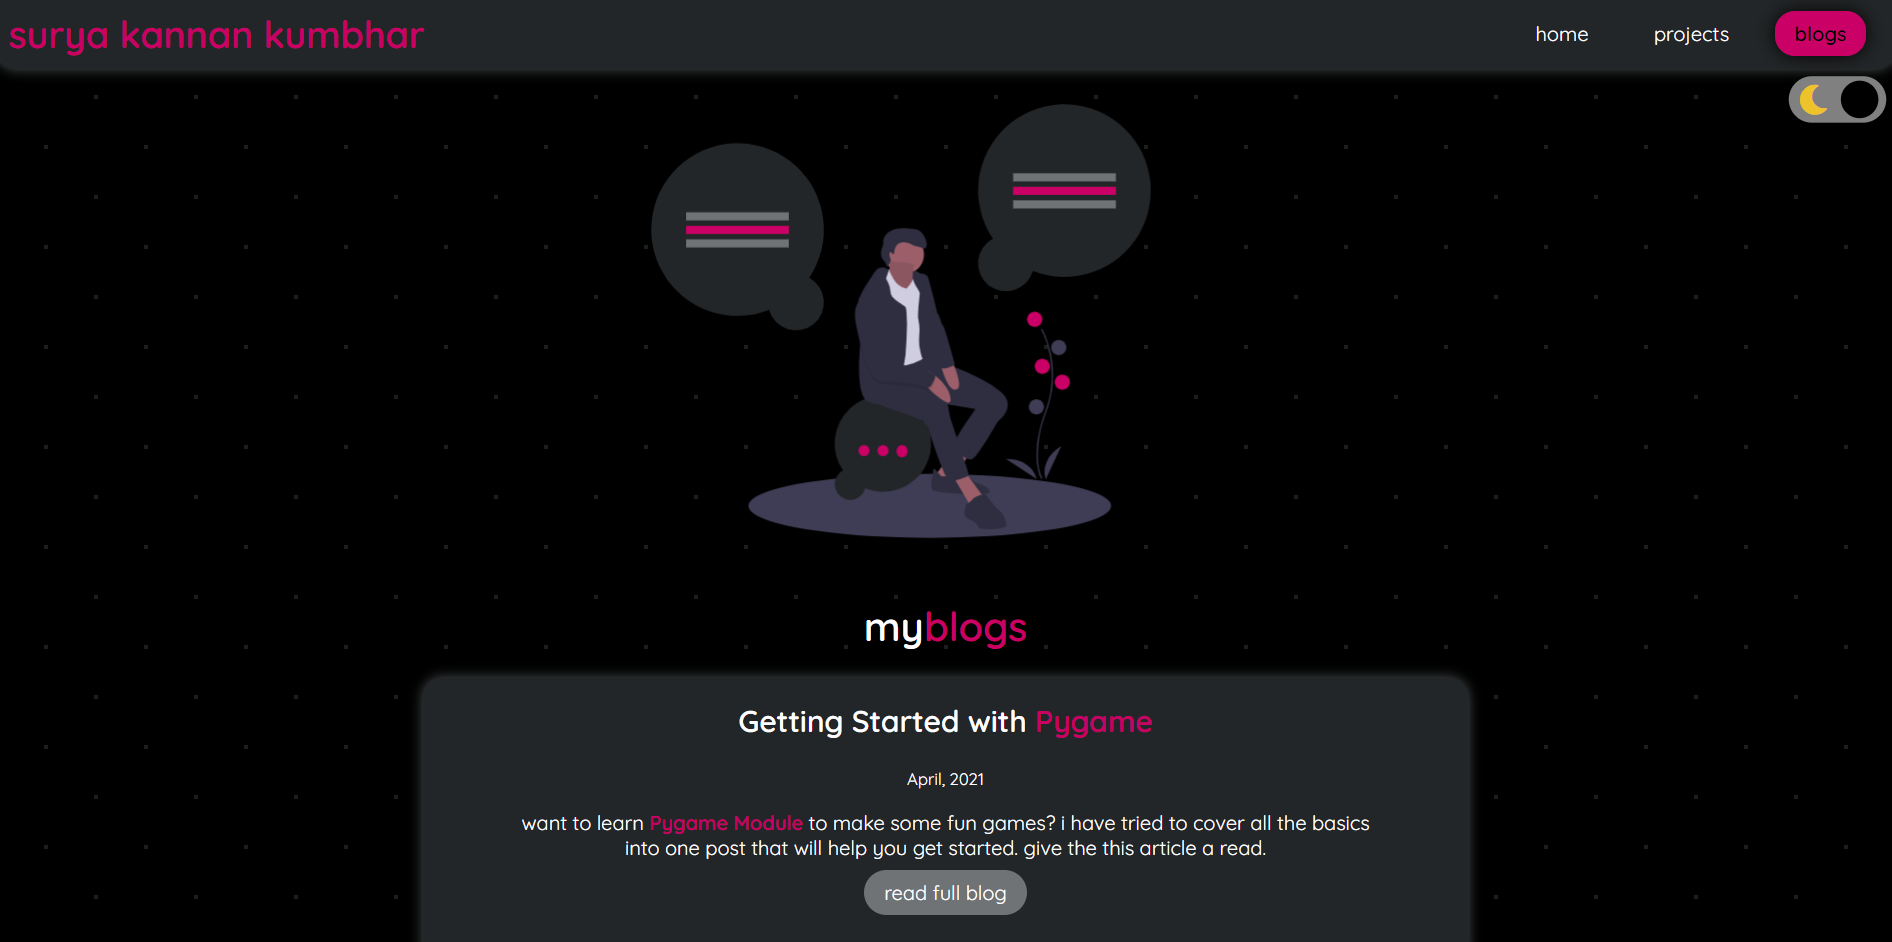 surya kannan kumbhar
home projects blogs
myblogs
Getting Started with Pygame
April, 2021
want to learn Pygame Module to make some fun games? i have tried to cover all the basics
into one post that will help you get started. give the this article a read.
read full blog